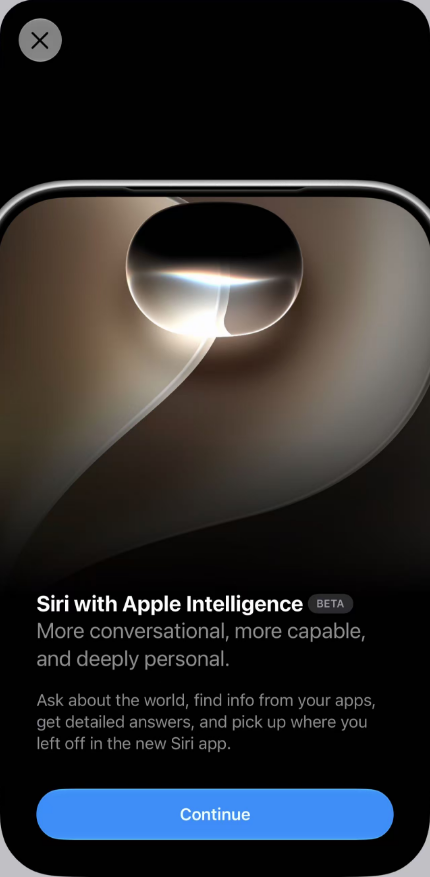 Siri with Apple Intelligence BETA
More conversational, more capable,
and deeply personal.
Ask about the world, find info from your apps,
get detailed answers, and pick up where you
left off in the new Siri app.
Continue